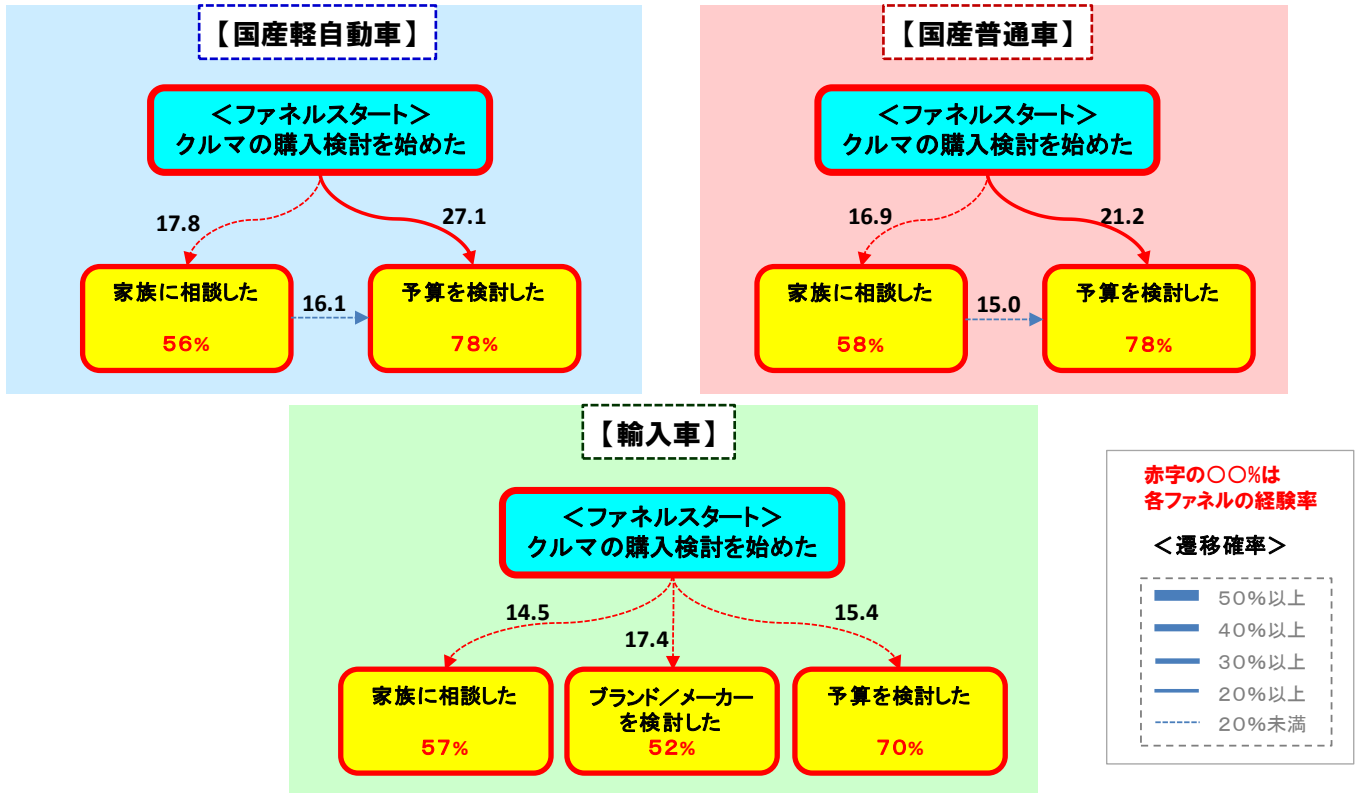 【国産軽自動車】
＜ファネルスタート＞
クルマの購入検討を始めた
17.8
27.1
家族に相談した
56%
16.1
予算を検討した
78%
【国産普通車】
＜ファネルスタート＞
クルマの購入検討を始めた
16.9
21.2
家族に相談した
58%
15.0
予算を検討した
78%
【輸入車】
＜ファネルスタート＞
クルマの購入検討を始めた
14.5
17.4
15.4
家族に相談した
57%
ブランド／メーカー
を検討した
52%
予算を検討した
70%
赤字の○○%は
各ファネルの経験率
＜遷移確率＞
50%以上
40%以上
30%以上
20%以上
20%未満